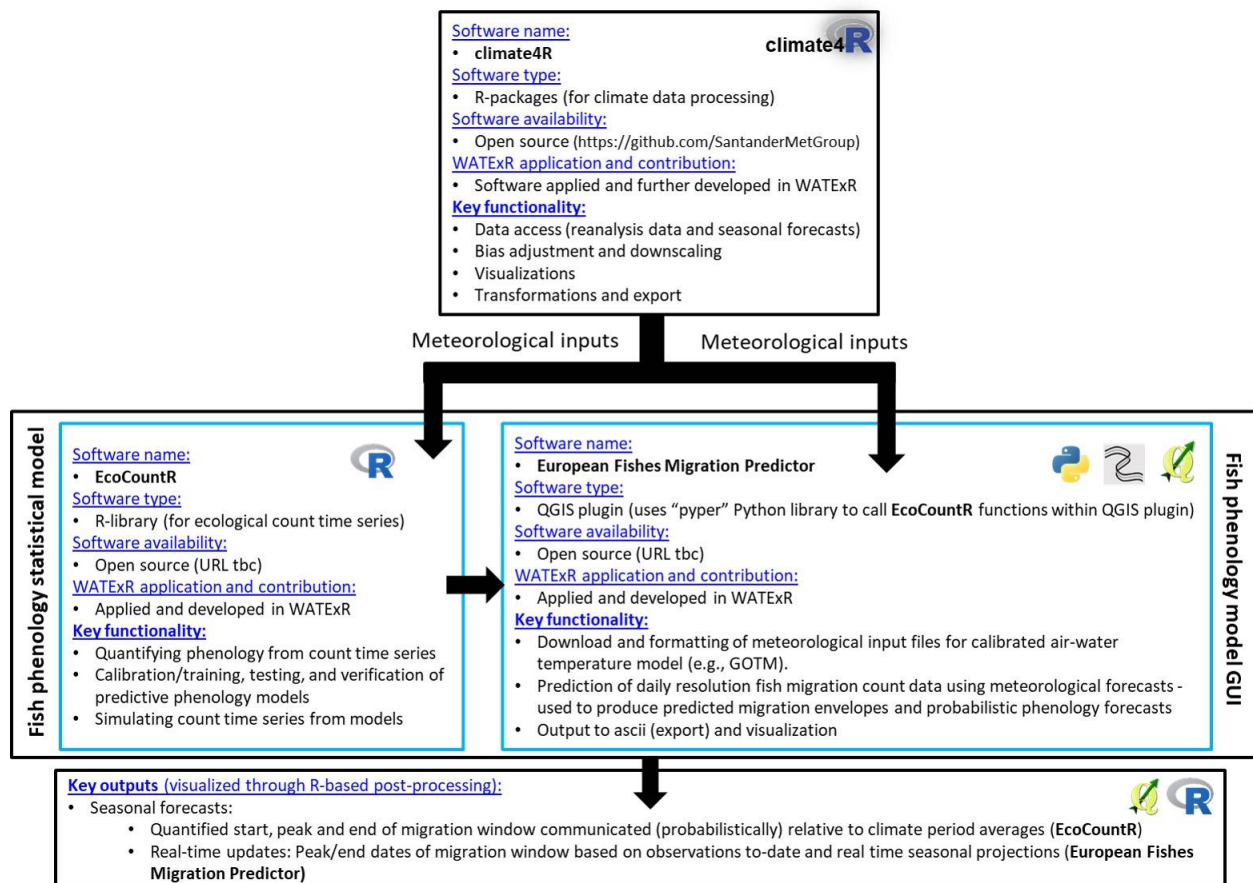 Software name:
• climate4R
climate4R
Software type:
• R-packages (for climate data processing)
Software availability:
• Open source (https://github.com/SantanderMetGroup)
WATExR application and contribution:
• Software applied and further developed in WATExR
Key functionality:
• Data access (reanalysis data and seasonal forecasts)
• Bias adjustment and downscaling
• Visualizations
• Transformations and export
Meteorological inputs
Meteorological inputs
Fish phenology statistical model
Software name:
• EcoCountR
R
Software type:
• R-library (for ecological count time series)
Software availability:
• Open source (URL tbc)
WATExR application and contribution:
• Applied and developed in WATExR
Key functionality:
• Quantifying phenology from count time series
• Calibration/training, testing, and verification of
predictive phenology models
• Simulating count time series from models
Software name:
• European Fishes Migration Predictor
Software type:
• QGIS plugin (uses “pyper” Python library to call EcoCountR functions within QGIS plugin)
Software availability:
• Open source (URL tbc)
WATExR application and contribution:
• Applied and developed in WATExR
Key functionality:
• Download and formatting of meteorological input files for calibrated air-water
temperature model (e.g., GOTM).
• Prediction of daily resolution fish migration count data using meteorological forecasts -
used to produce predicted migration envelopes and probabilistic phenology forecasts
• Output to ascii (export) and visualization
Fish phenology model GUI
Key outputs (visualized through R-based post-processing):
R
• Seasonal forecasts:
• Quantified start, peak and end of migration window communicated (probabilistically) relative to climate period averages (EcoCountR)
• Real-time updates: Peak/end dates of migration window based on observations to-date and real time seasonal projections (European Fishes
Migration Predictor)